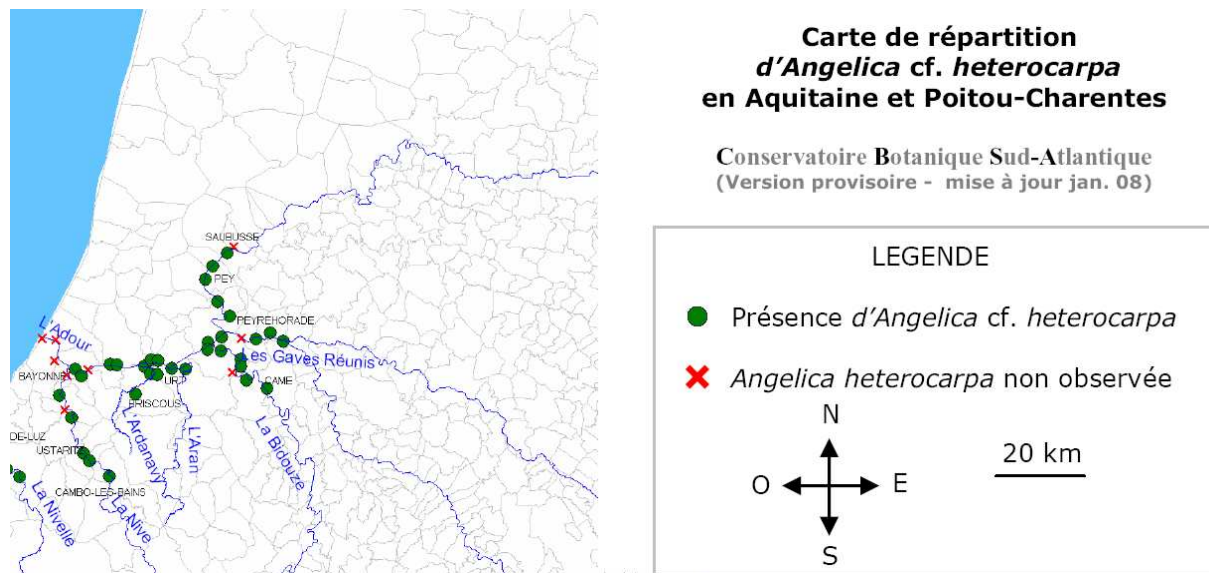 Carte de répartition
d'Angelica cf. heterocarpa
en Aquitaine et Poitou-Charentes
Conservatoire Botanique Sud-Atlantique
(Version provisoire - mise à jour jan. 08)
SAUBUSSE
PEY
PEYREHORADE
L'Adour
Les Gaves Réunis
BAYONNE
URT
CAME
BRISCOUS
DE-LUZ
USTARITZ
L'Ardanavy
L'Aran
La Bidouze
CAMBO-LES-BAINS
La Nivelle
La Nive
LEGENDE
Présence d'Angelica cf. heterocarpa
Angelica heterocarpa non observée
N
O
E
S
20 km